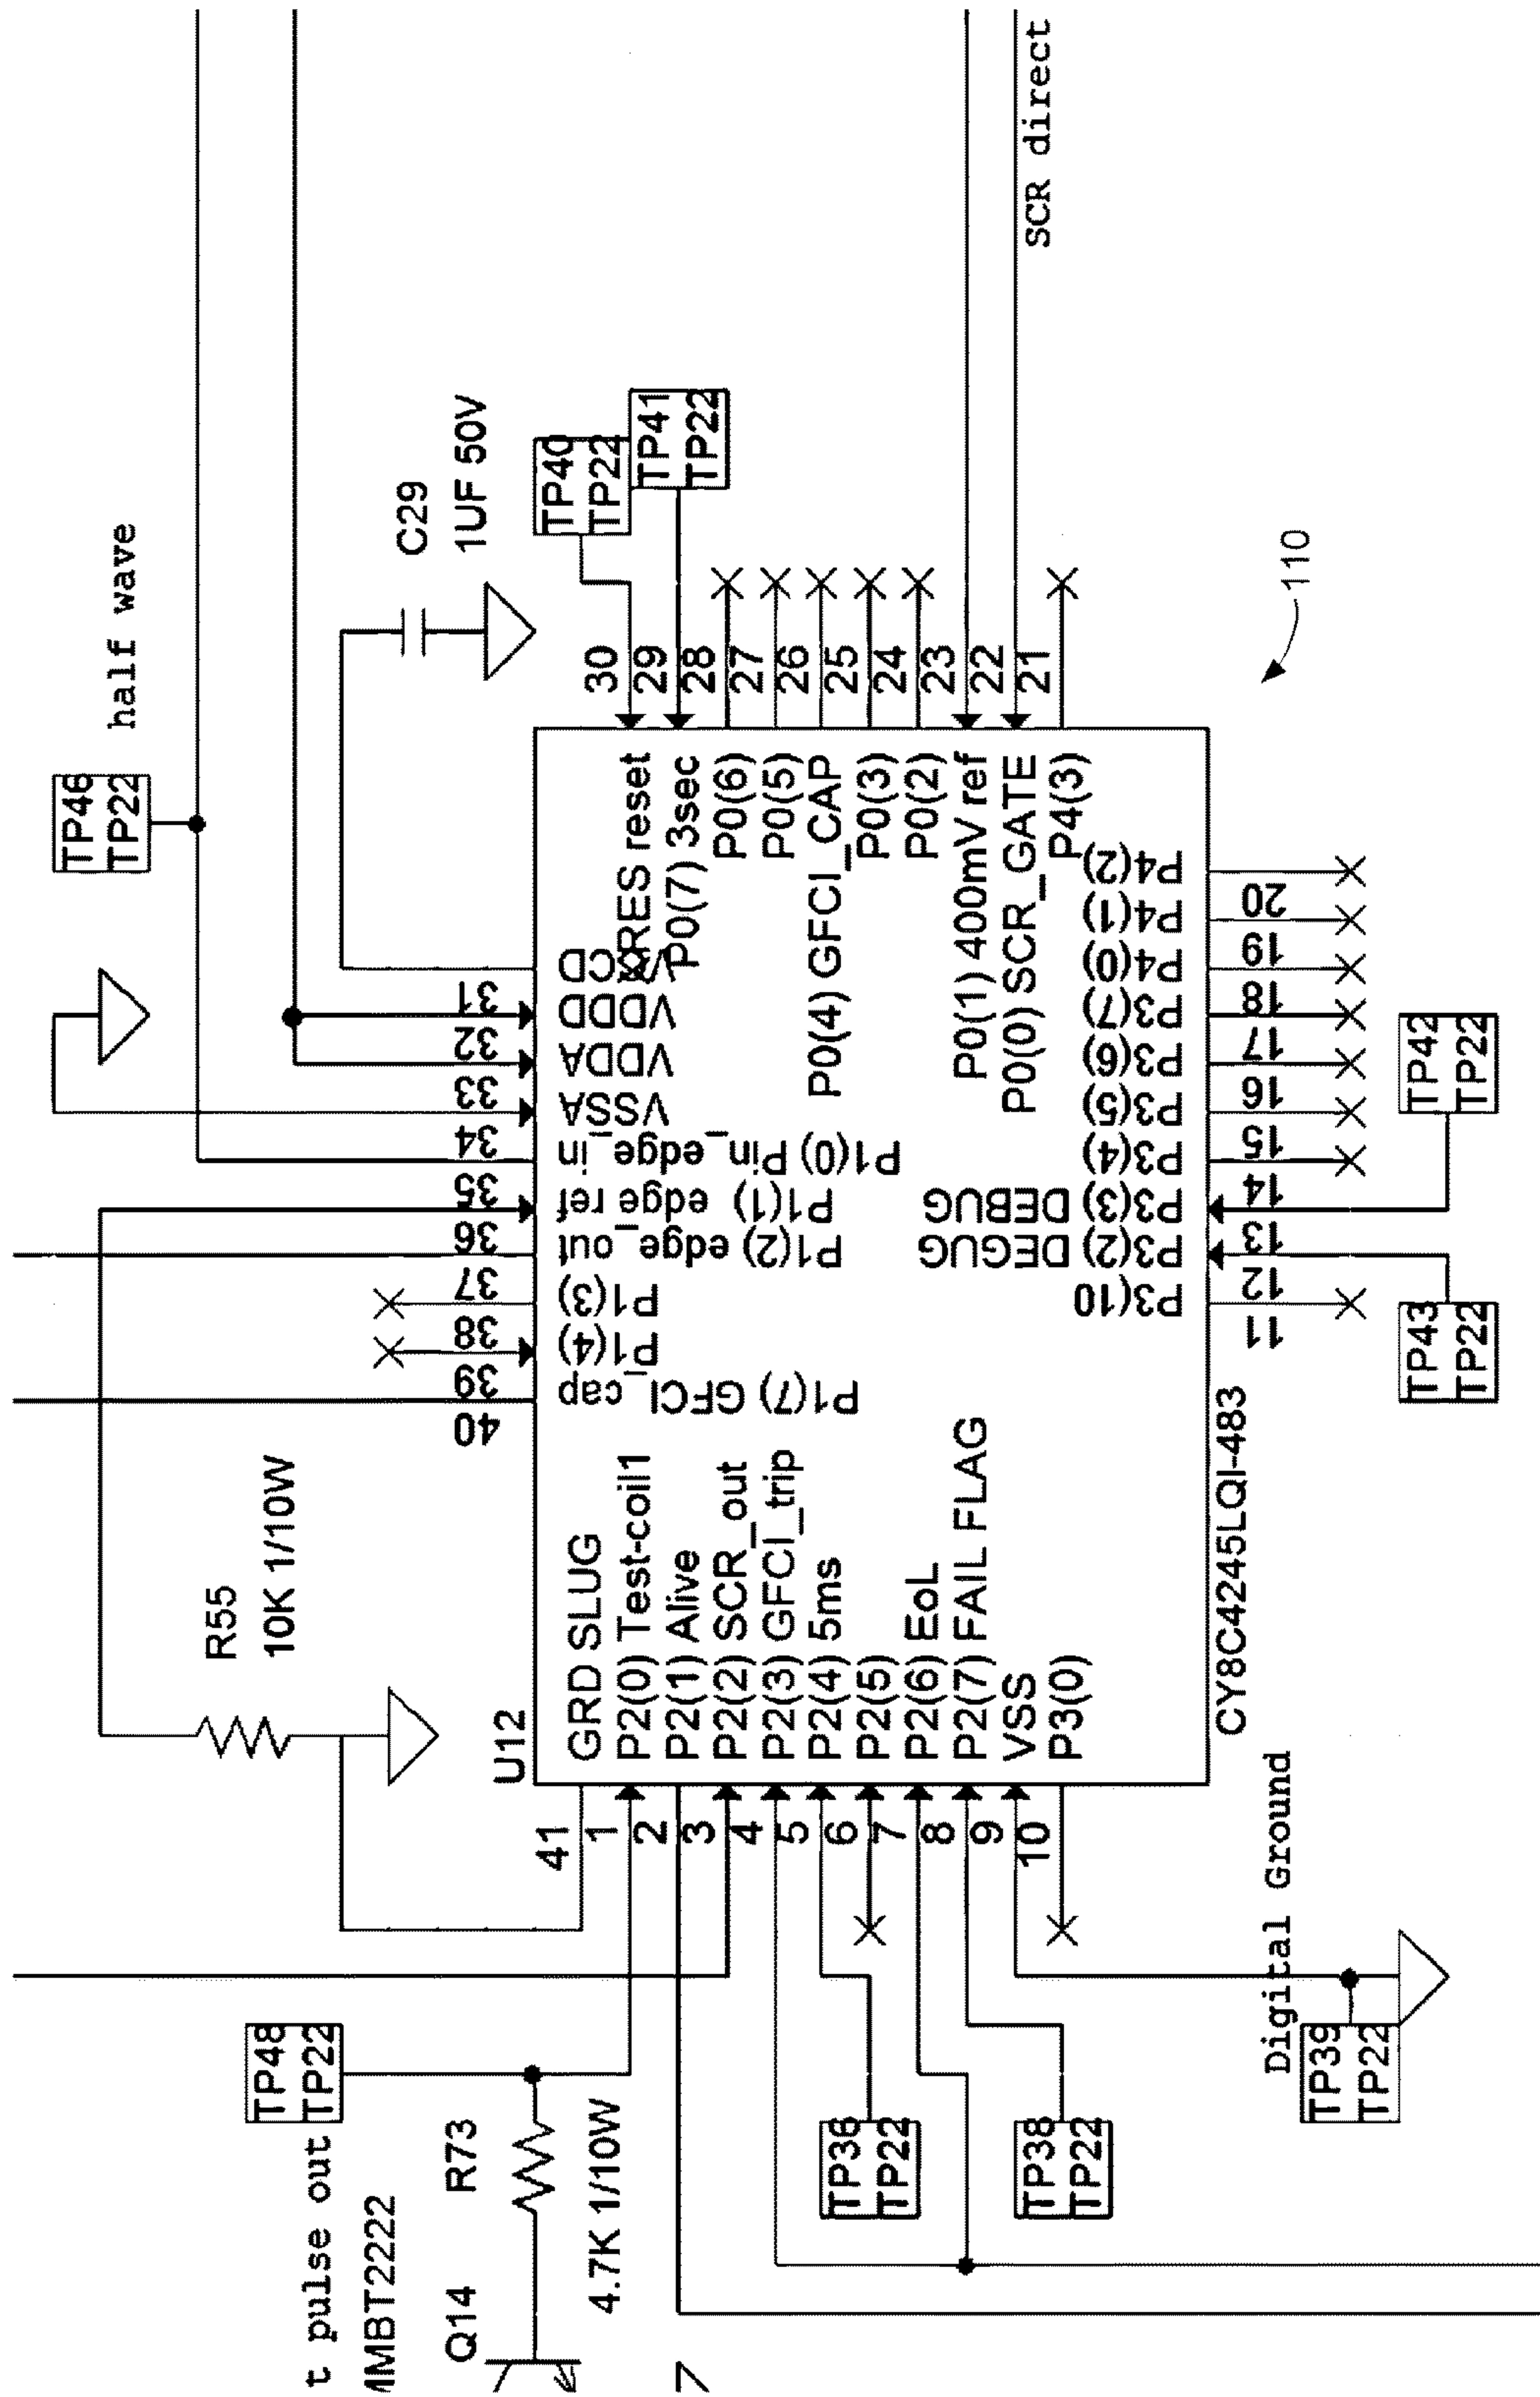 TP46
TP22
half wave
C29
1UF 50V
TP40
TP22
TP41
TP22
SCR direct
110
R55
10K 1/10W
U12
CY8C4245LQI-483
41
1
2
3
4
5
6
7
8
9
10
GRD SLUG
P2(0) Test-coil1
P2(1) Alive
P2(2) SCR_out
P2(3) GFCI_trip
P2(4) 5ms
P2(5)
P2(6) EoL
P2(7) FAIL FLAG
VSS
P3(0)
40
39
38
37
36
35
34
33
32
31
P1(7) GFCI_cap
P1(4)
P1(3)
P1(2) edge_out
P1(1) edge ref
P1(0) Pin_edge_in
VSSA
VDDA
VDDD
VCCD
30
29
28
27
26
25
24
23
22
21
XRES reset
P0(7) 3sec
P0(6)
P0(5)
P0(4) GFCI_CAP
P0(3)
P0(2)
P0(1) 400mV ref
P0(0) SCR_GATE
P4(3)
11
12
13
14
15
16
17
18
19
20
P3(10
P3(2) DEGUG
P3(3) DEBUG
P3(4)
P3(5)
P3(6)
P3(7)
P4(0)
P4(1)
P4(2)
TP42
TP22
TP43
TP22
TP48
TP22
t pulse out
MMBT2222
Q14
R73
4.7K 1/10W
TP36
TP22
TP38
TP22
Digital Ground
TP39
TP22